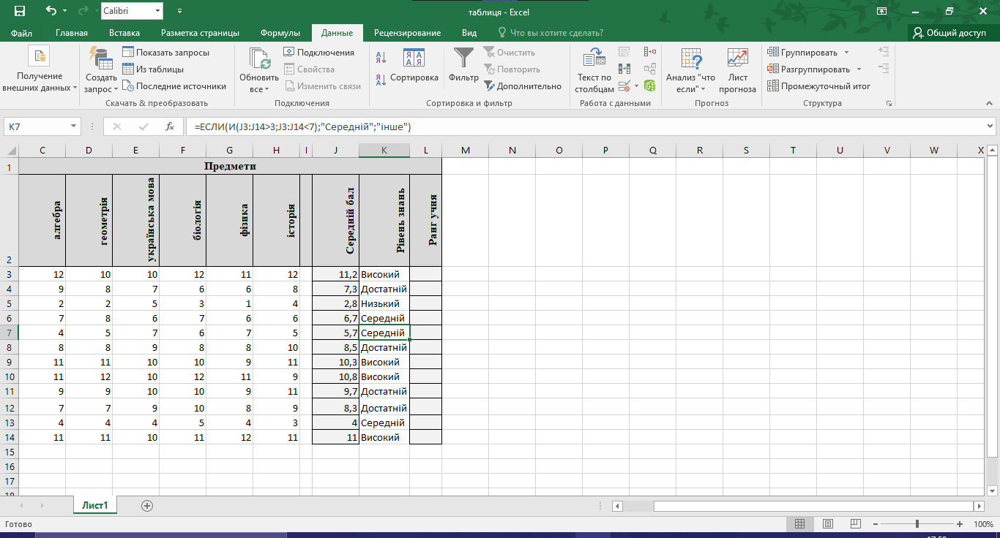 Calibri
таблиця - Excel
Файл Главная Вставка Разметка страницы Формулы Данные Рецензирование Вид Что вы хотите сделать? Общий доступ
Получение внешних данных
Создать запрос
Показать запросы
Из таблицы
Последние источники
Скачать & преобразовать
Обновить все
Подключения
Свойства
Изменить связи
Подключения
Сортировка
Фильтр
Очистить
Повторить
Дополнительно
Сортировка и фильтр
Текст по столбцам
Работа с данными
Анализ "что если"
Лист прогноза
Прогноз
Группировать
Разгруппировать
Промежуточный итог
Структура
K7 fx =ЕСЛИ(И(J3:J14>3;J3:J14<7);"Середній";"інше")
C D E F G H I J K L M N O P Q R S T U V W X
1 Предмети
2 алгебра геометрія українська мова біологія фізика історія Середній бал Рівень знань Ранг учня
3 12 10 10 12 11 12 11,2 Високий
4 9 8 7 6 6 8 7,3 Достатній
5 2 2 5 3 1 4 2,8 Низький
6 7 8 6 7 6 6 6,7 Середній
7 4 5 7 6 7 5 5,7 Середній
8 8 8 9 8 8 10 8,5 Достатній
9 11 11 10 10 9 11 10,3 Високий
10 11 12 10 12 11 9 10,8 Високий
11 9 9 10 10 9 11 9,7 Достатній
12 7 7 9 10 8 9 8,3 Достатній
13 4 4 4 5 4 3 4 Середній
14 11 11 10 11 12 11 11 Високий
15
16
17
Лист1
Готово 100%